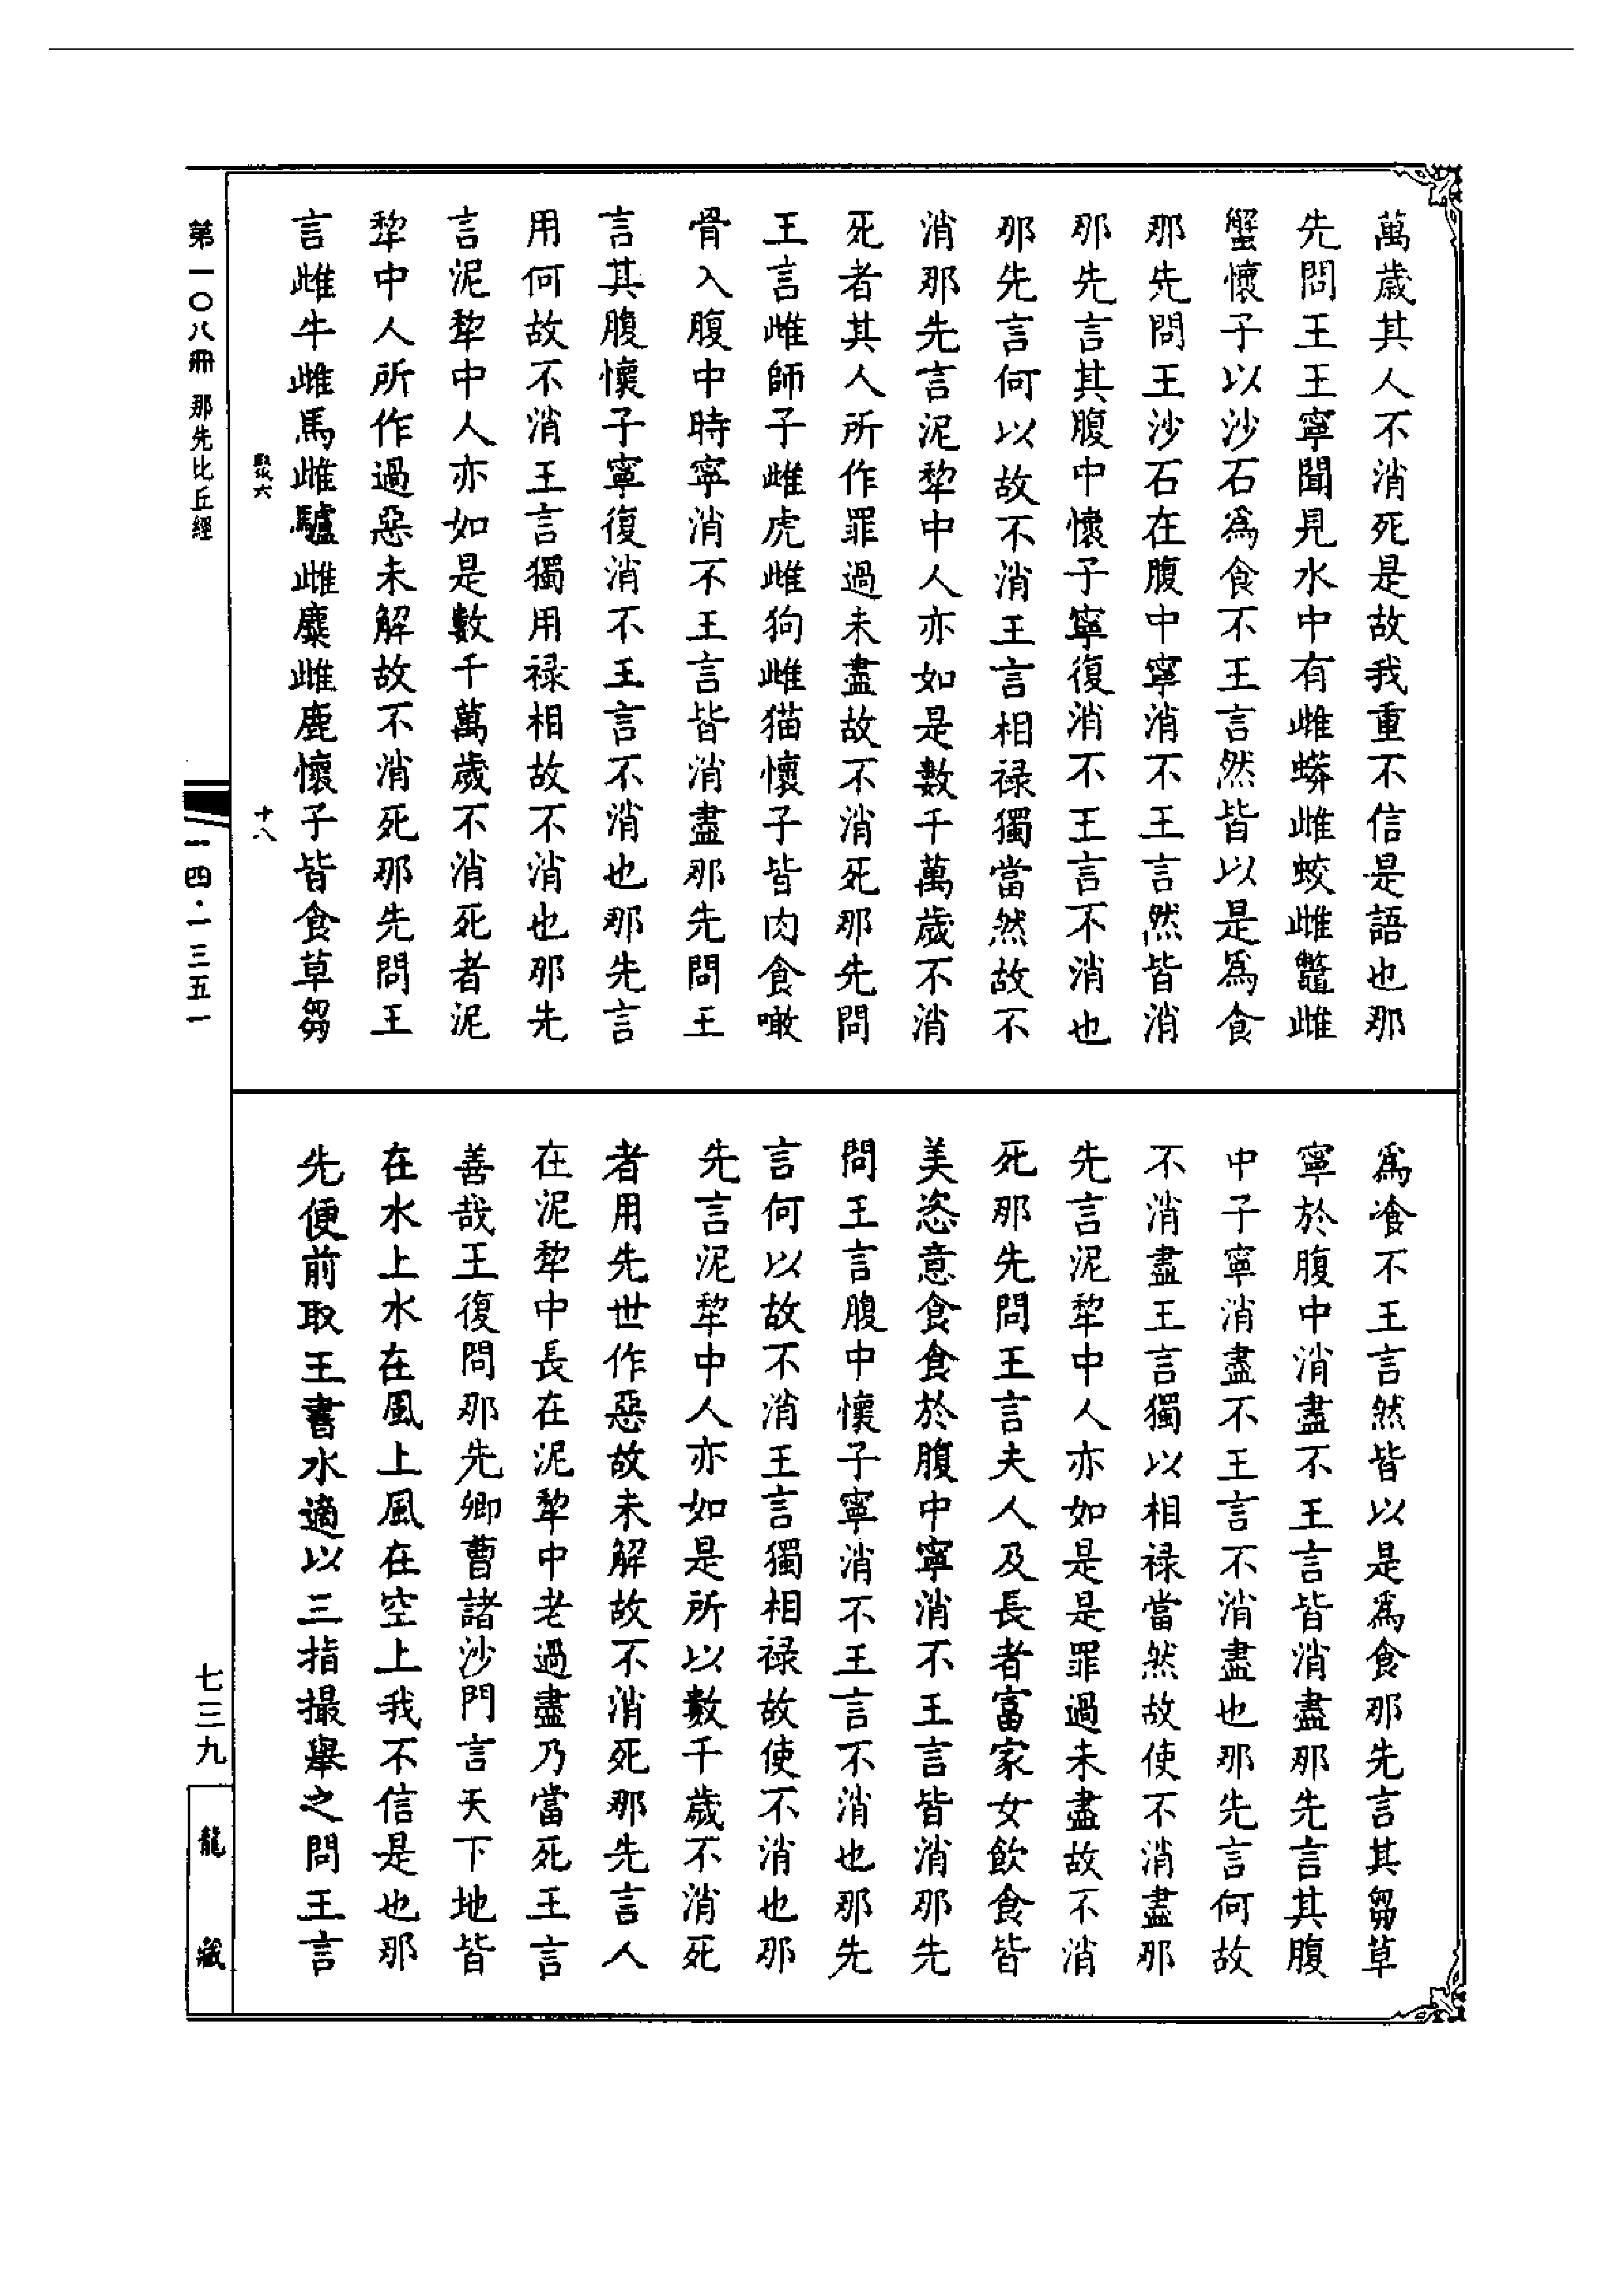 萬歲其人不消死是故我重不信是語也那
先問王王寧聞見水中有雌蟒雌蛟雌鼈雌
蟹懷子以沙石爲食不王言然皆以是爲食
那先問王沙石在腹中寧消不王言然皆消
那先言其腹中懷子寧復消不王言不消也
那先言何以故不消王言相祿獨當然故不
消那先言泥犂中人亦如是數千萬歲不消
死者其人所作罪過未盡故不消死那先問
王言雌師子雌虎雌狗雌猫懷子皆肉食噉
骨入腹中時寧消不王言皆消盡那先問王
言其腹懷子寧復消不王言不消也那先言
用何故不消王言獨用祿相故不消也那先
言泥犂中人亦如是數千萬歲不消死者泥
犂中人所作過惡未解故不消死那先問王
言雌牛雌馬雌驢雌麋雌鹿懷子皆食草芻
爲飡不王言然皆以是爲食那先言其芻草
寧於腹中消盡不王言皆消盡那先言其腹
中子寧消盡不王言不消盡也那先言何故
不消盡王言獨以相祿當然故使不消盡那
先言泥犂中人亦如是是罪過未盡故不消
死那先問王言夫人及長者富家女飲食皆
美恣意食食於腹中寧消不王言皆消那先
問王言腹中懷子寧消不王言不消也那先
言何以故不消王言獨相祿故使不消也那
先言泥犂中人亦如是所以數千歲不消死
者用先世作惡故未解故不消死那先言人
在泥犂中長在泥犂中老過盡乃當死王言
善哉王復問那先卿曹諸沙門言天下地皆
在水上水在風上風在空上我不信是也那
先便前取王書水適以三指撮舉之問王言
聚六
十八
第一〇八冊 那先比丘經
一一四·一三五一
七三九
龍藏